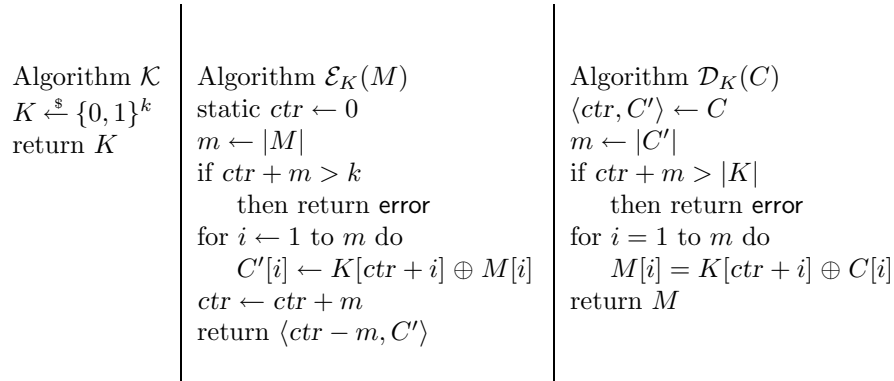 Algorithm 𝒦
K ←$ {0, 1}^k
return K
Algorithm ℰ_K(M)
static ctr ← 0
m ← |M|
if ctr + m > k
then return error
for i ← 1 to m do
C′[i] ← K[ctr + i] ⊕ M[i]
ctr ← ctr + m
return ⟨ctr − m, C′⟩
Algorithm 𝒟_K(C)
⟨ctr, C′⟩ ← C
m ← |C′|
if ctr + m > |K|
then return error
for i = 1 to m do
M[i] = K[ctr + i] ⊕ C[i]
return M